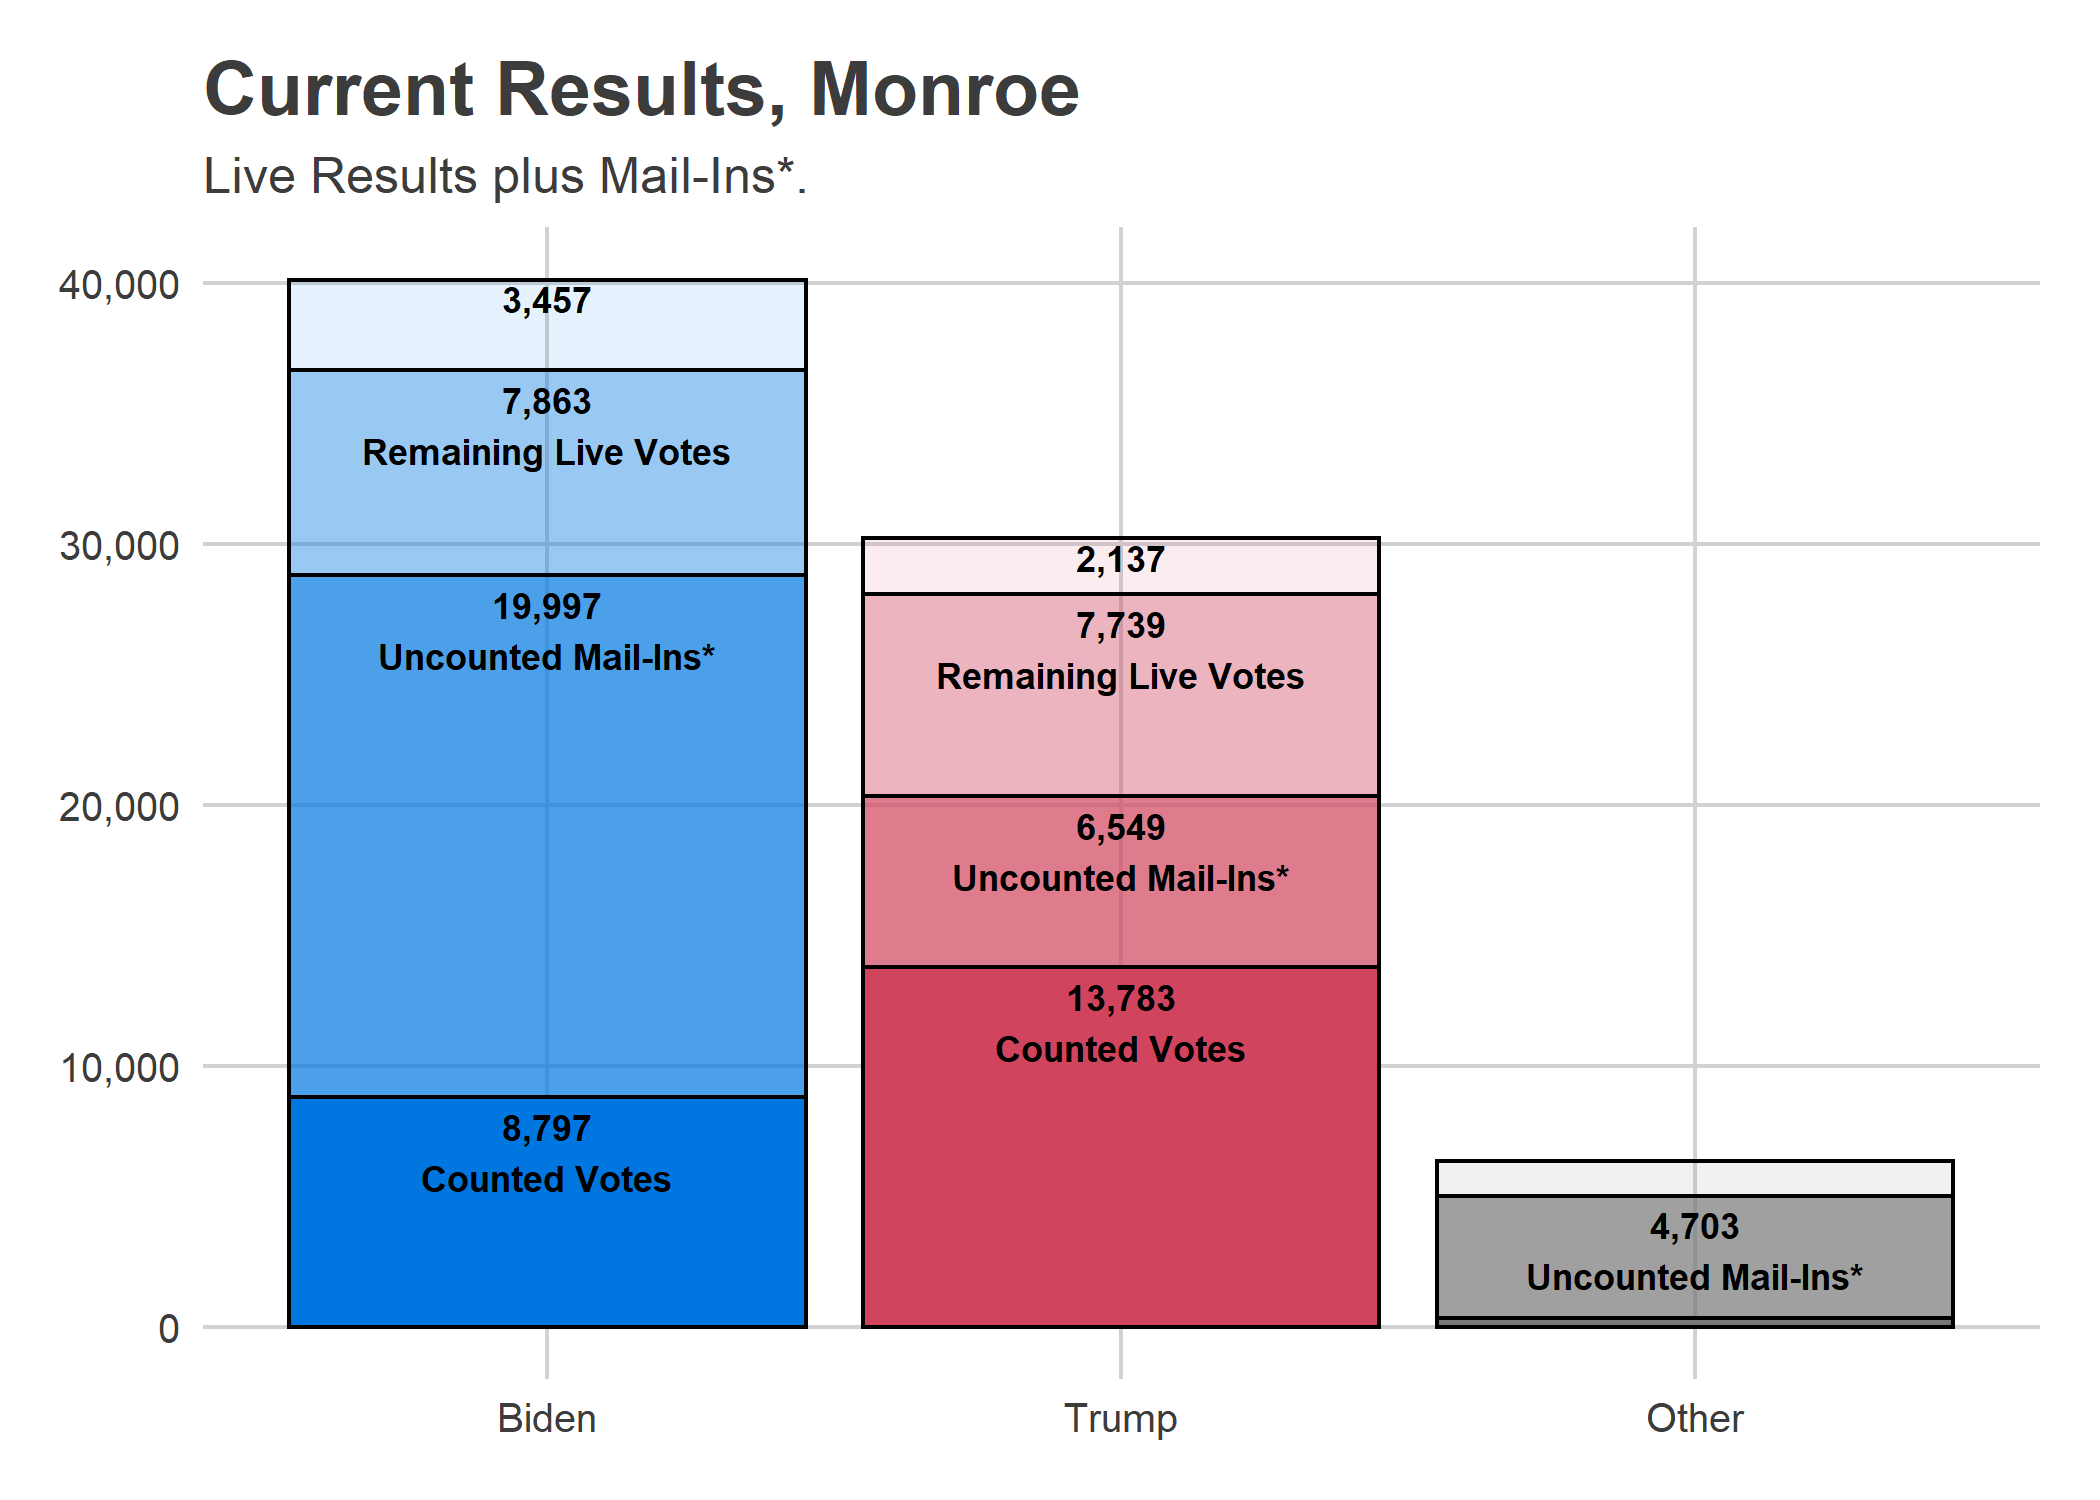 Current Results, Monroe
Live Results plus Mail-Ins*.
40,000
30,000
20,000
10,000
0
3,457
7,863
Remaining Live Votes
19,997
Uncounted Mail-Ins*
8,797
Counted Votes
2,137
7,739
Remaining Live Votes
6,549
Uncounted Mail-Ins*
13,783
Counted Votes
4,703
Uncounted Mail-Ins*
Biden
Trump
Other